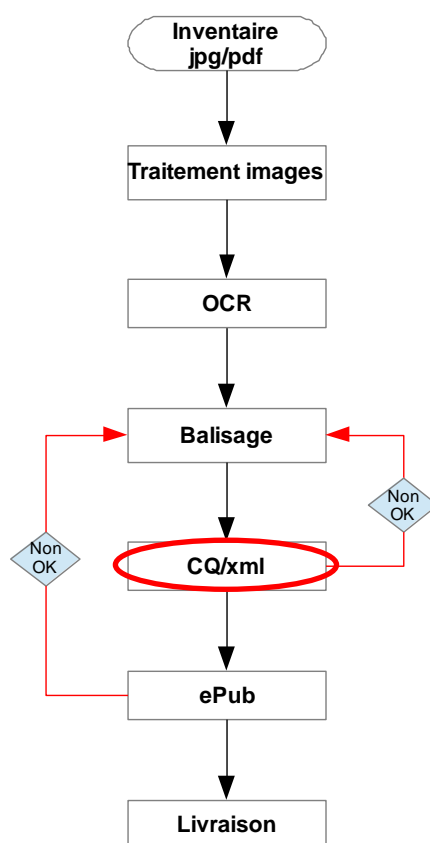 Inventaire
jpg/pdf
Traitement images
OCR
Balisage
Non
OK
Non
OK
CQ/xml
ePub
Livraison